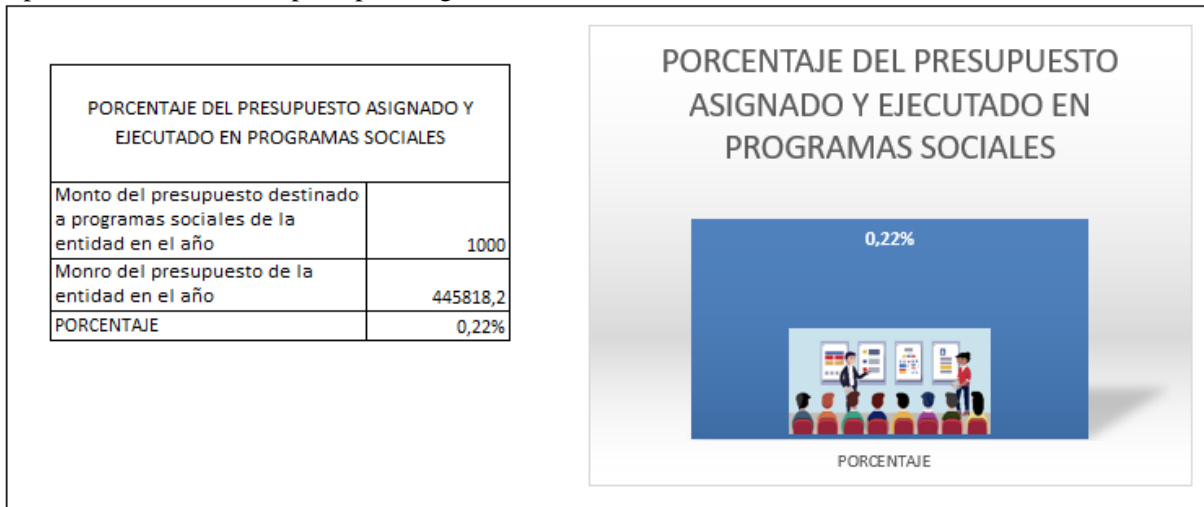 PORCENTAJE DEL PRESUPUESTO ASIGNADO Y
EJECUTADO EN PROGRAMAS SOCIALES
Monto del presupuesto destinado
a programas sociales de la
entidad en el año 1000
Monro del presupuesto de la
entidad en el año 445818,2
PORCENTAJE 0,22%
PORCENTAJE DEL PRESUPUESTO
ASIGNADO Y EJECUTADO EN
PROGRAMAS SOCIALES
0,22%
PORCENTAJE